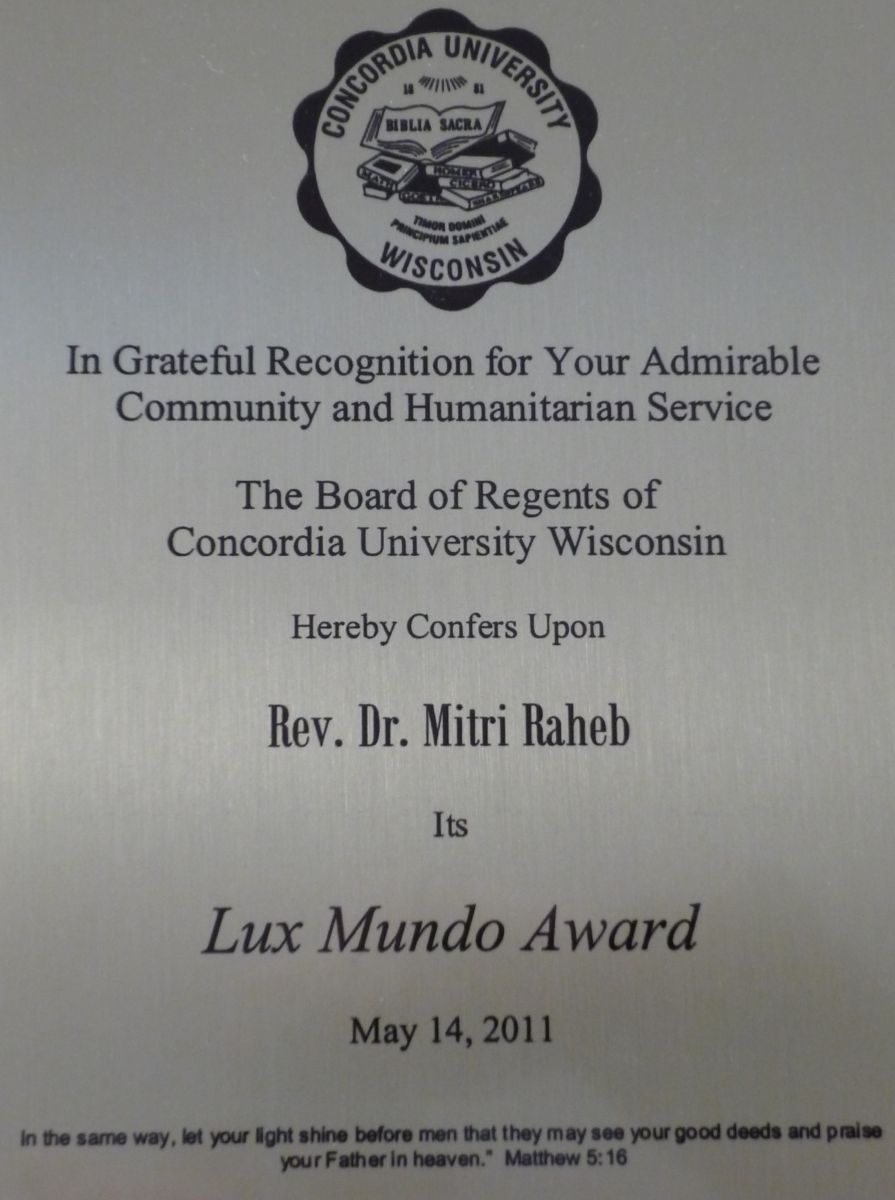 CONCORDIA UNIVERSITY
18 81
BIBLIA SACRA
HOMER
MATH
CICERO
SHAKESPEARE
TIMOR DOMINI
PRINCIPIUM SAPIENTIAE
WISCONSIN
In Grateful Recognition for Your Admirable
Community and Humanitarian Service
The Board of Regents of
Concordia University Wisconsin
Hereby Confers Upon
Rev. Dr. Mitri Raheb
Its
Lux Mundo Award
May 14, 2011
In the same way, let your light shine before men that they may see your good deeds and praise
your Father in heaven." Matthew 5:16